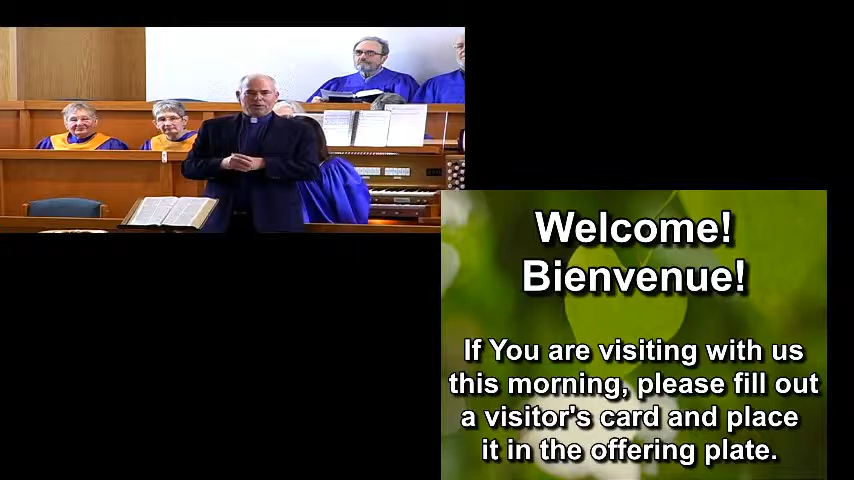 Welcome!
Bienvenue!
If You are visiting with us
this morning, please fill out
a visitor's card and place
it in the offering plate.